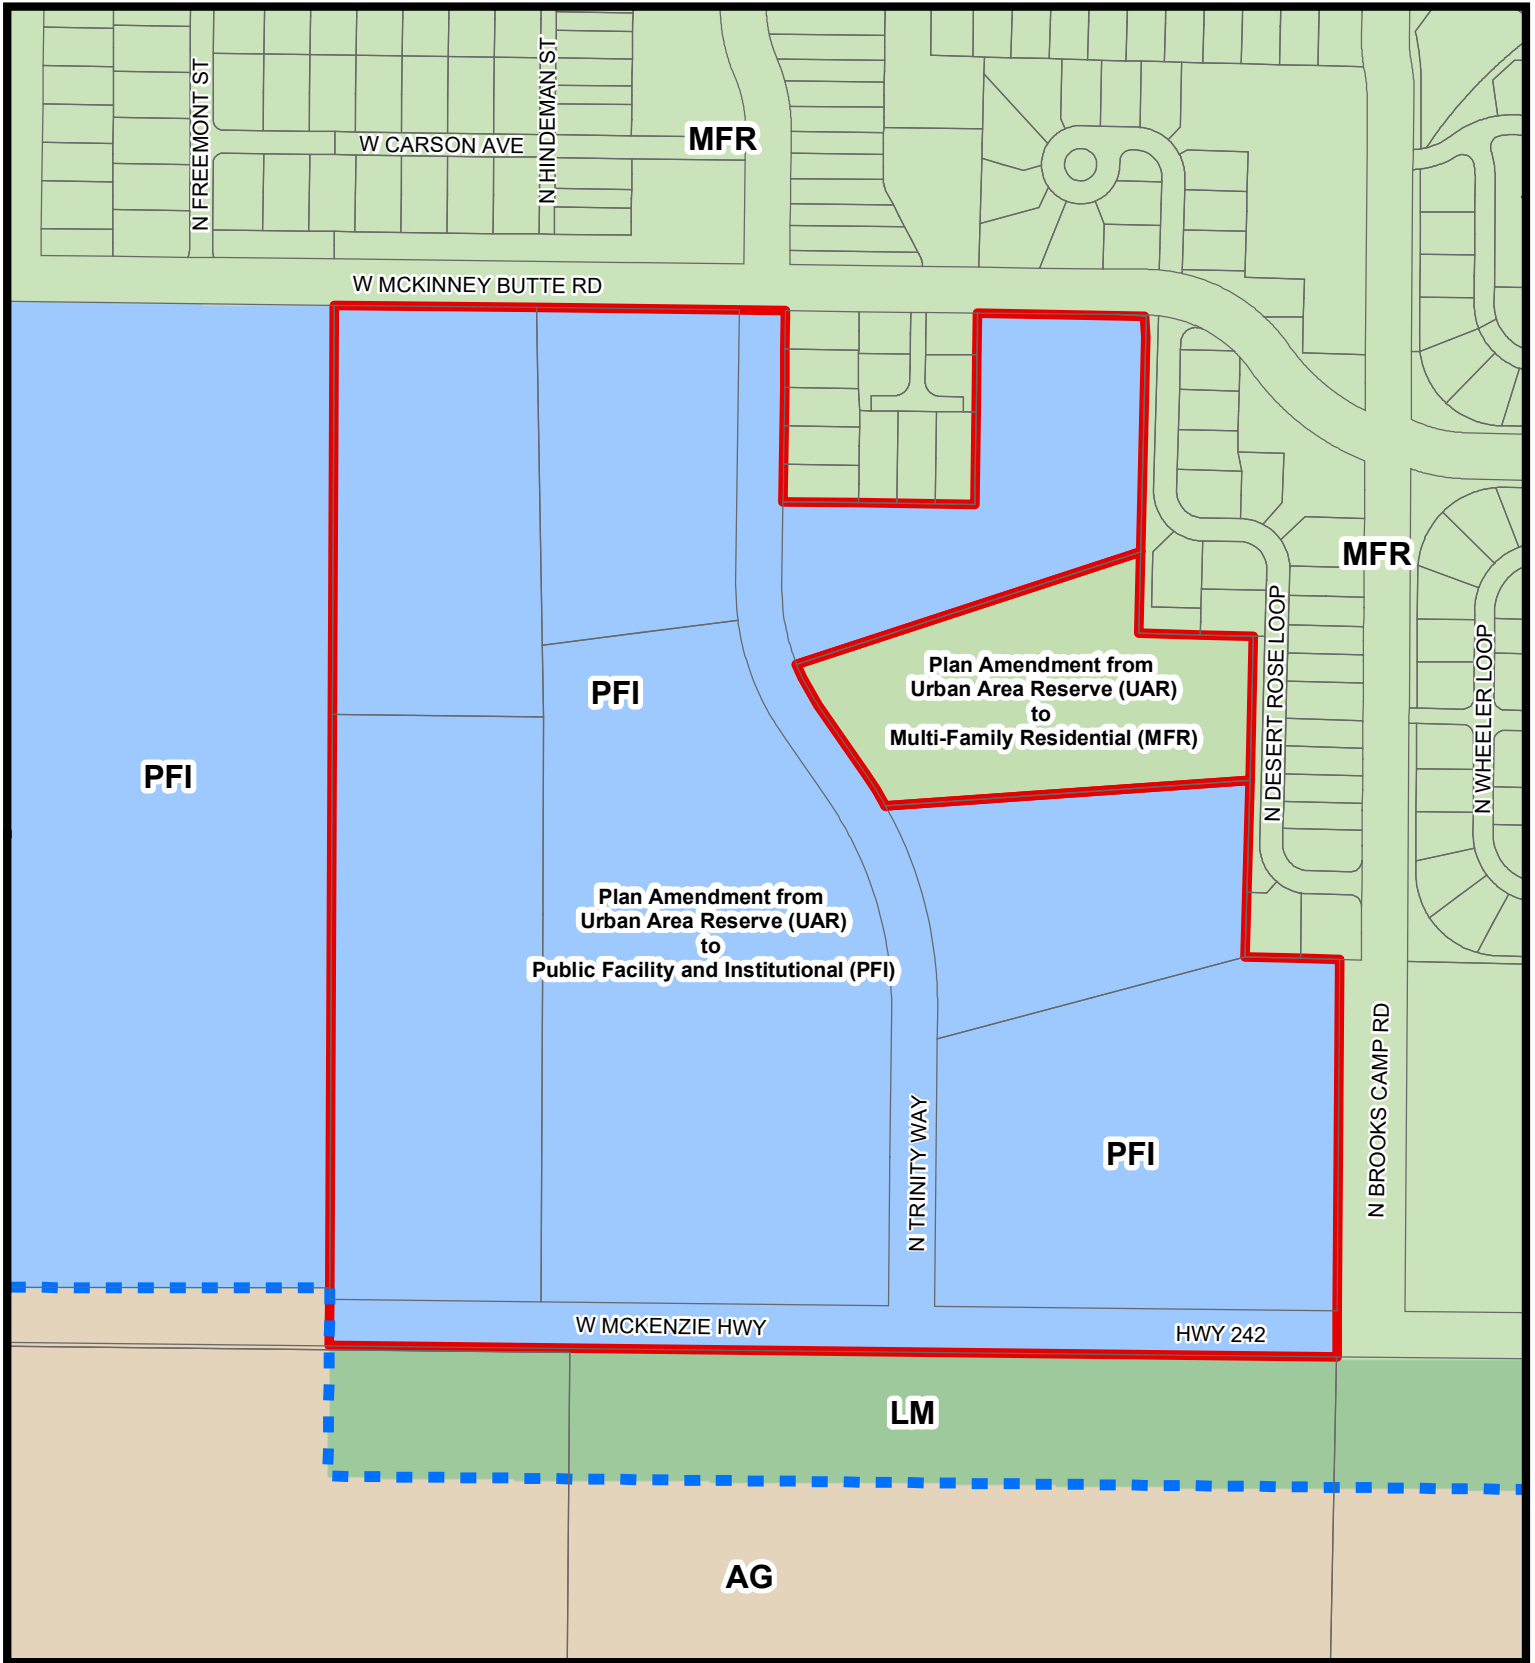 N FREEMONT ST
N HINDEMAN ST
W CARSON AVE
MFR
W MCKINNEY BUTTE RD
MFR
PFI
Plan Amendment from
Urban Area Reserve (UAR)
to
Multi-Family Residential (MFR)
N DESERT ROSE LOOP
N WHEELER LOOP
PFI
Plan Amendment from
Urban Area Reserve (UAR)
to
Public Facility and Institutional (PFI)
N BROOKS CAMP RD
N TRINITY WAY
PFI
W MCKENZIE HWY
HWY 242
LM
AG